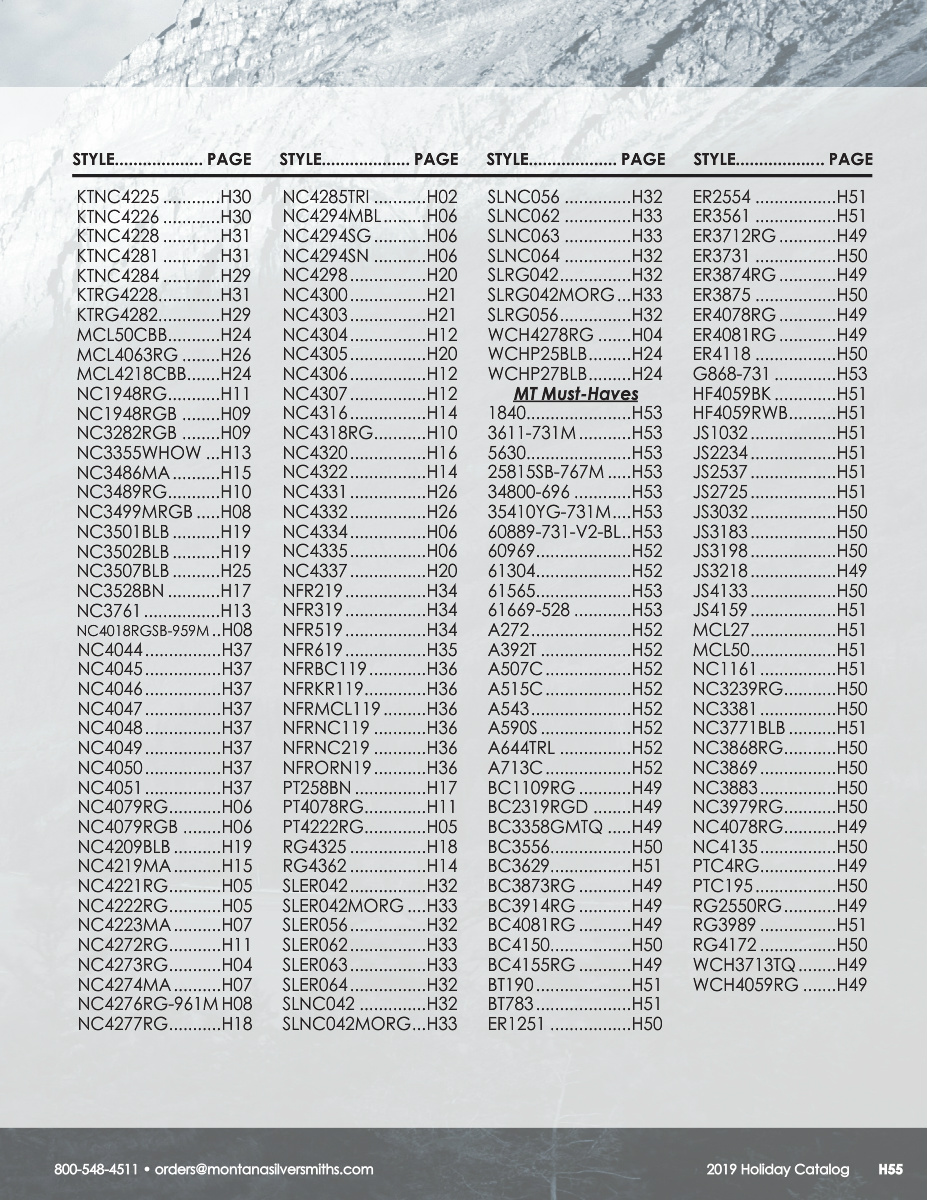 STYLE................... PAGE
KTNC4225 ...........H30
KTNC4226 ...........H30
KTNC4228 ...........H31
KTNC4281 ...........H31
KTNC4284 ...........H29
KTRG4228............H31
KTRG4282............H29
MCL50CBB..........H24
MCL4063RG .......H26
MCL4218CBB......H24
NC1948RG..........H11
NC1948RGB .......H09
NC3282RGB .......H09
NC3355WHOW ...H13
NC3486MA ..........H15
NC3489RG..........H10
NC3499MRGB .....H08
NC3501BLB .........H19
NC3502BLB .........H19
NC3507BLB .........H25
NC3528BN ..........H17
NC3761 ...............H13
NC4018RGSB-959M ..H08
NC4044...............H37
NC4045...............H37
NC4046...............H37
NC4047...............H37
NC4048...............H37
NC4049...............H37
NC4050...............H37
NC4051...............H37
NC4079RG..........H06
NC4079RGB .......H06
NC4209BLB .........H19
NC4219MA ..........H15
NC4221RG..........H05
NC4222RG..........H05
NC4223MA ..........H07
NC4272RG..........H11
NC4273RG..........H04
NC4274MA ..........H07
NC4276RG-961M H08
NC4277RG..........H18
STYLE................... PAGE
NC4285TRI ..........H02
NC4294MBL ........H06
NC4294SG ..........H06
NC4294SN ..........H06
NC4298...............H20
NC4300...............H21
NC4303...............H21
NC4304...............H12
NC4305...............H20
NC4306...............H12
NC4307...............H12
NC4316...............H14
NC4318RG..........H10
NC4320...............H16
NC4322...............H14
NC4331...............H26
NC4332...............H26
NC4334...............H06
NC4335...............H06
NC4337...............H20
NFR219................H34
NFR319................H34
NFR519................H34
NFR619................H35
NFRBC119...........H36
NFRKR119............H36
NFRMCL119 ........H36
NFRNC119...........H36
NFRNC219...........H36
NFRORN19 ..........H36
PT258BN ..............H17
PT4078RG............H11
PT4222RG............H05
RG4325...............H18
RG4362...............H14
SLER042...............H32
SLER042MORG ....H33
SLER056...............H32
SLER062...............H33
SLER063...............H33
SLER064...............H32
SLNC042 .............H32
SLNC042MORG...H33
STYLE................... PAGE
SLNC056 .............H32
SLNC062 .............H33
SLNC063 .............H33
SLNC064 .............H32
SLRG042..............H32
SLRG042MORG...H33
SLRG056..............H32
WCH4278RG ......H04
WCHP25BLB........H24
WCHP27BLB........H24
MT Must-Haves
1840.....................H53
3611-731M ..........H53
5630.....................H53
25815SB-767M ....H53
34800-696 ...........H53
35410YG-731M....H53
60889-731-V2-BL..H53
60969...................H52
61304...................H52
61565...................H53
61669-528 ...........H53
A272....................H52
A392T...................H52
A507C.................H52
A515C.................H52
A543....................H52
A590S..................H52
A644TRL ..............H52
A713C.................H52
BC1109RG ..........H49
BC2319RGD .......H49
BC3358GMTQ .....H49
BC3556...............H50
BC3629...............H51
BC3873RG ..........H49
BC3914RG ..........H49
BC4081RG ..........H49
BC4150...............H50
BC4155RG ..........H49
BT190...................H51
BT783...................H51
ER1251 ................H50
STYLE................... PAGE
ER2554 ................H51
ER3561 ................H51
ER3712RG ...........H49
ER3731 ................H50
ER3874RG ...........H49
ER3875 ................H50
ER4078RG ...........H49
ER4081RG ...........H49
ER4118 ................H50
G868-731 ............H53
HF4059BK ............H51
HF4059RWB.........H51
JS1032 .................H51
JS2234 .................H51
JS2537 .................H51
JS2725 .................H51
JS3032 .................H50
JS3183 .................H50
JS3198 .................H50
JS3218 .................H49
JS4133 .................H50
JS4159 .................H51
MCL27.................H51
MCL50.................H51
NC1161...............H51
NC3239RG..........H50
NC3381...............H50
NC3771BLB .........H51
NC3868RG..........H50
NC3869...............H50
NC3883...............H50
NC3979RG..........H50
NC4078RG..........H49
NC4135...............H50
PTC4RG...............H49
PTC195................H50
RG2550RG..........H49
RG3989 ...............H51
RG4172 ...............H50
WCH3713TQ........H49
WCH4059RG ......H49
800-548-4511 • orders@montanasilversmiths.com
2019 Holiday Catalog H55